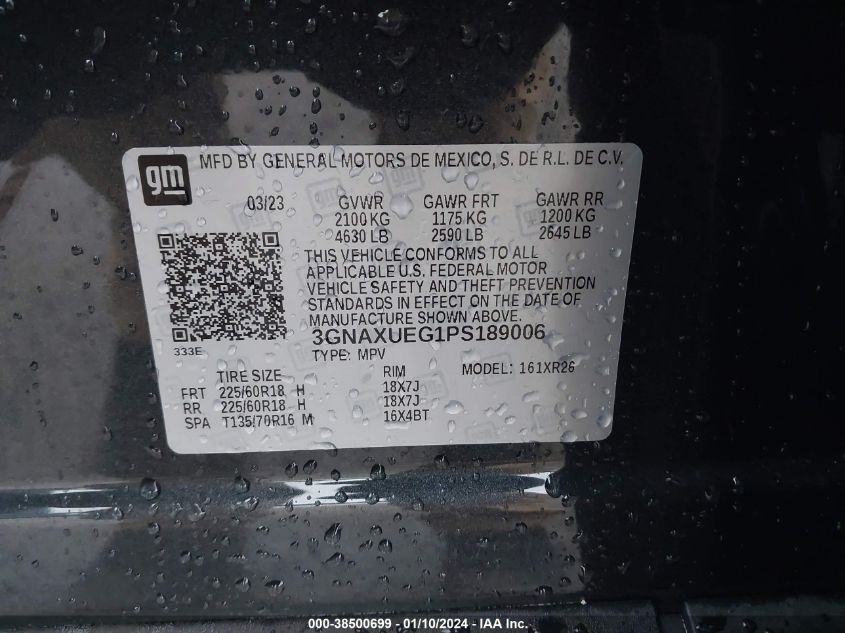 gm MFD BY GENERAL MOTORS DE MEXICO, S. DE R.L. DE C.V.
03/23 GVWR GAWR FRT GAWR RR
2100 KG 1175 KG 1200 KG
4630 LB 2590 LB 2645 LB
THIS VEHICLE CONFORMS TO ALL
APPLICABLE U.S. FEDERAL MOTOR
VEHICLE SAFETY AND THEFT PREVENTION
STANDARDS IN EFFECT ON THE DATE OF
MANUFACTURE SHOWN ABOVE.
333E
3GNAXUEG1PS189006
TYPE: MPV MODEL: 161XR26
TIRE SIZE RIM
FRT 225/60R18 H 18X7J
RR 225/60R18 H 18X7J
SPA T135/70R16 M 16X4BT
000-38500699 — 01/10/2024 — IAA Inc.